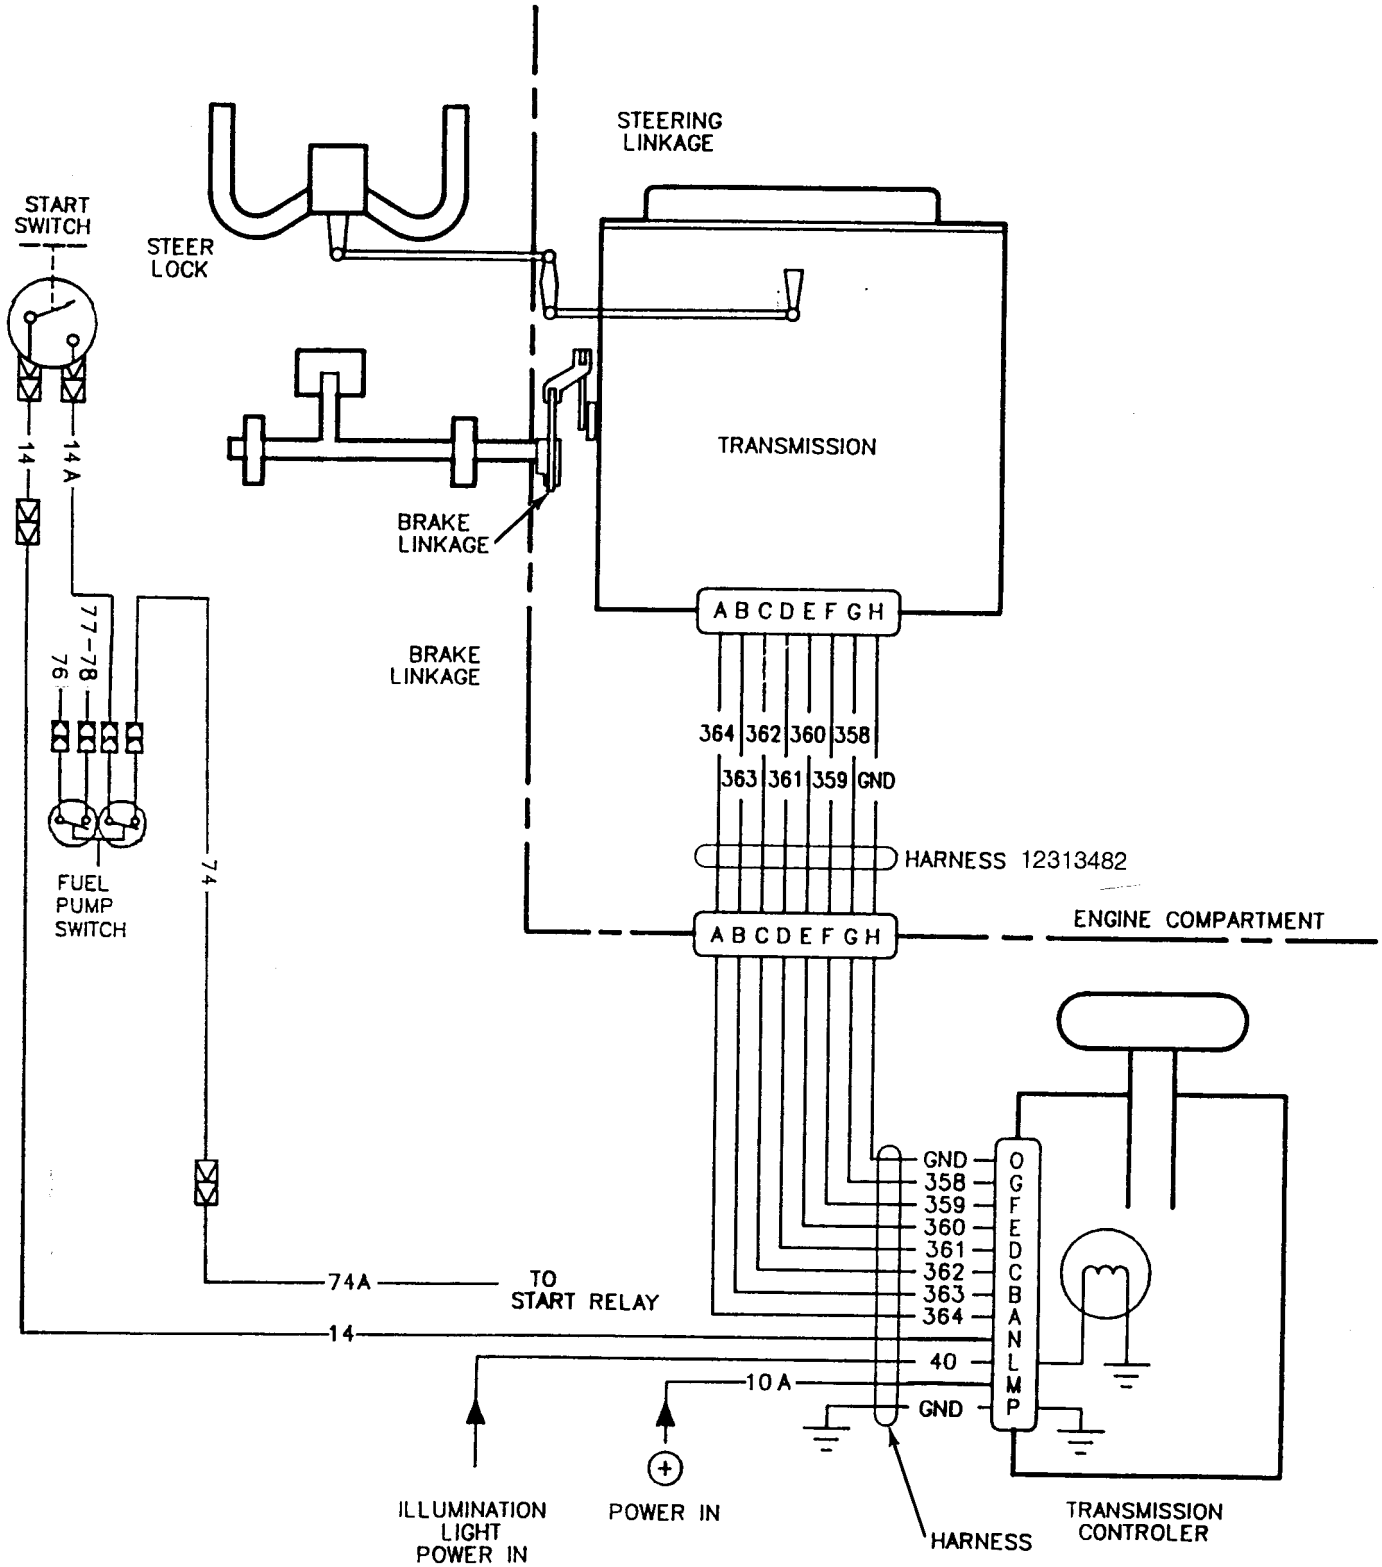 STEERING
LINKAGE
START
SWITCH
STEER
LOCK
TRANSMISSION
14
14A
BRAKE
LINKAGE
A B C D E F G H
77-78
76
BRAKE
LINKAGE
364 362 360 358
363 361 359 GND
HARNESS 12313482
74
FUEL
PUMP
SWITCH
ENGINE COMPARTMENT
A B C D E F G H
GND O
358 G
359 F
360 E
361 D
362 C
363 B
364 A
74A
TO
START RELAY
14 N
40 L
10A M
GND P
ILLUMINATION
LIGHT
POWER IN
POWER IN
HARNESS
TRANSMISSION
CONTROLER